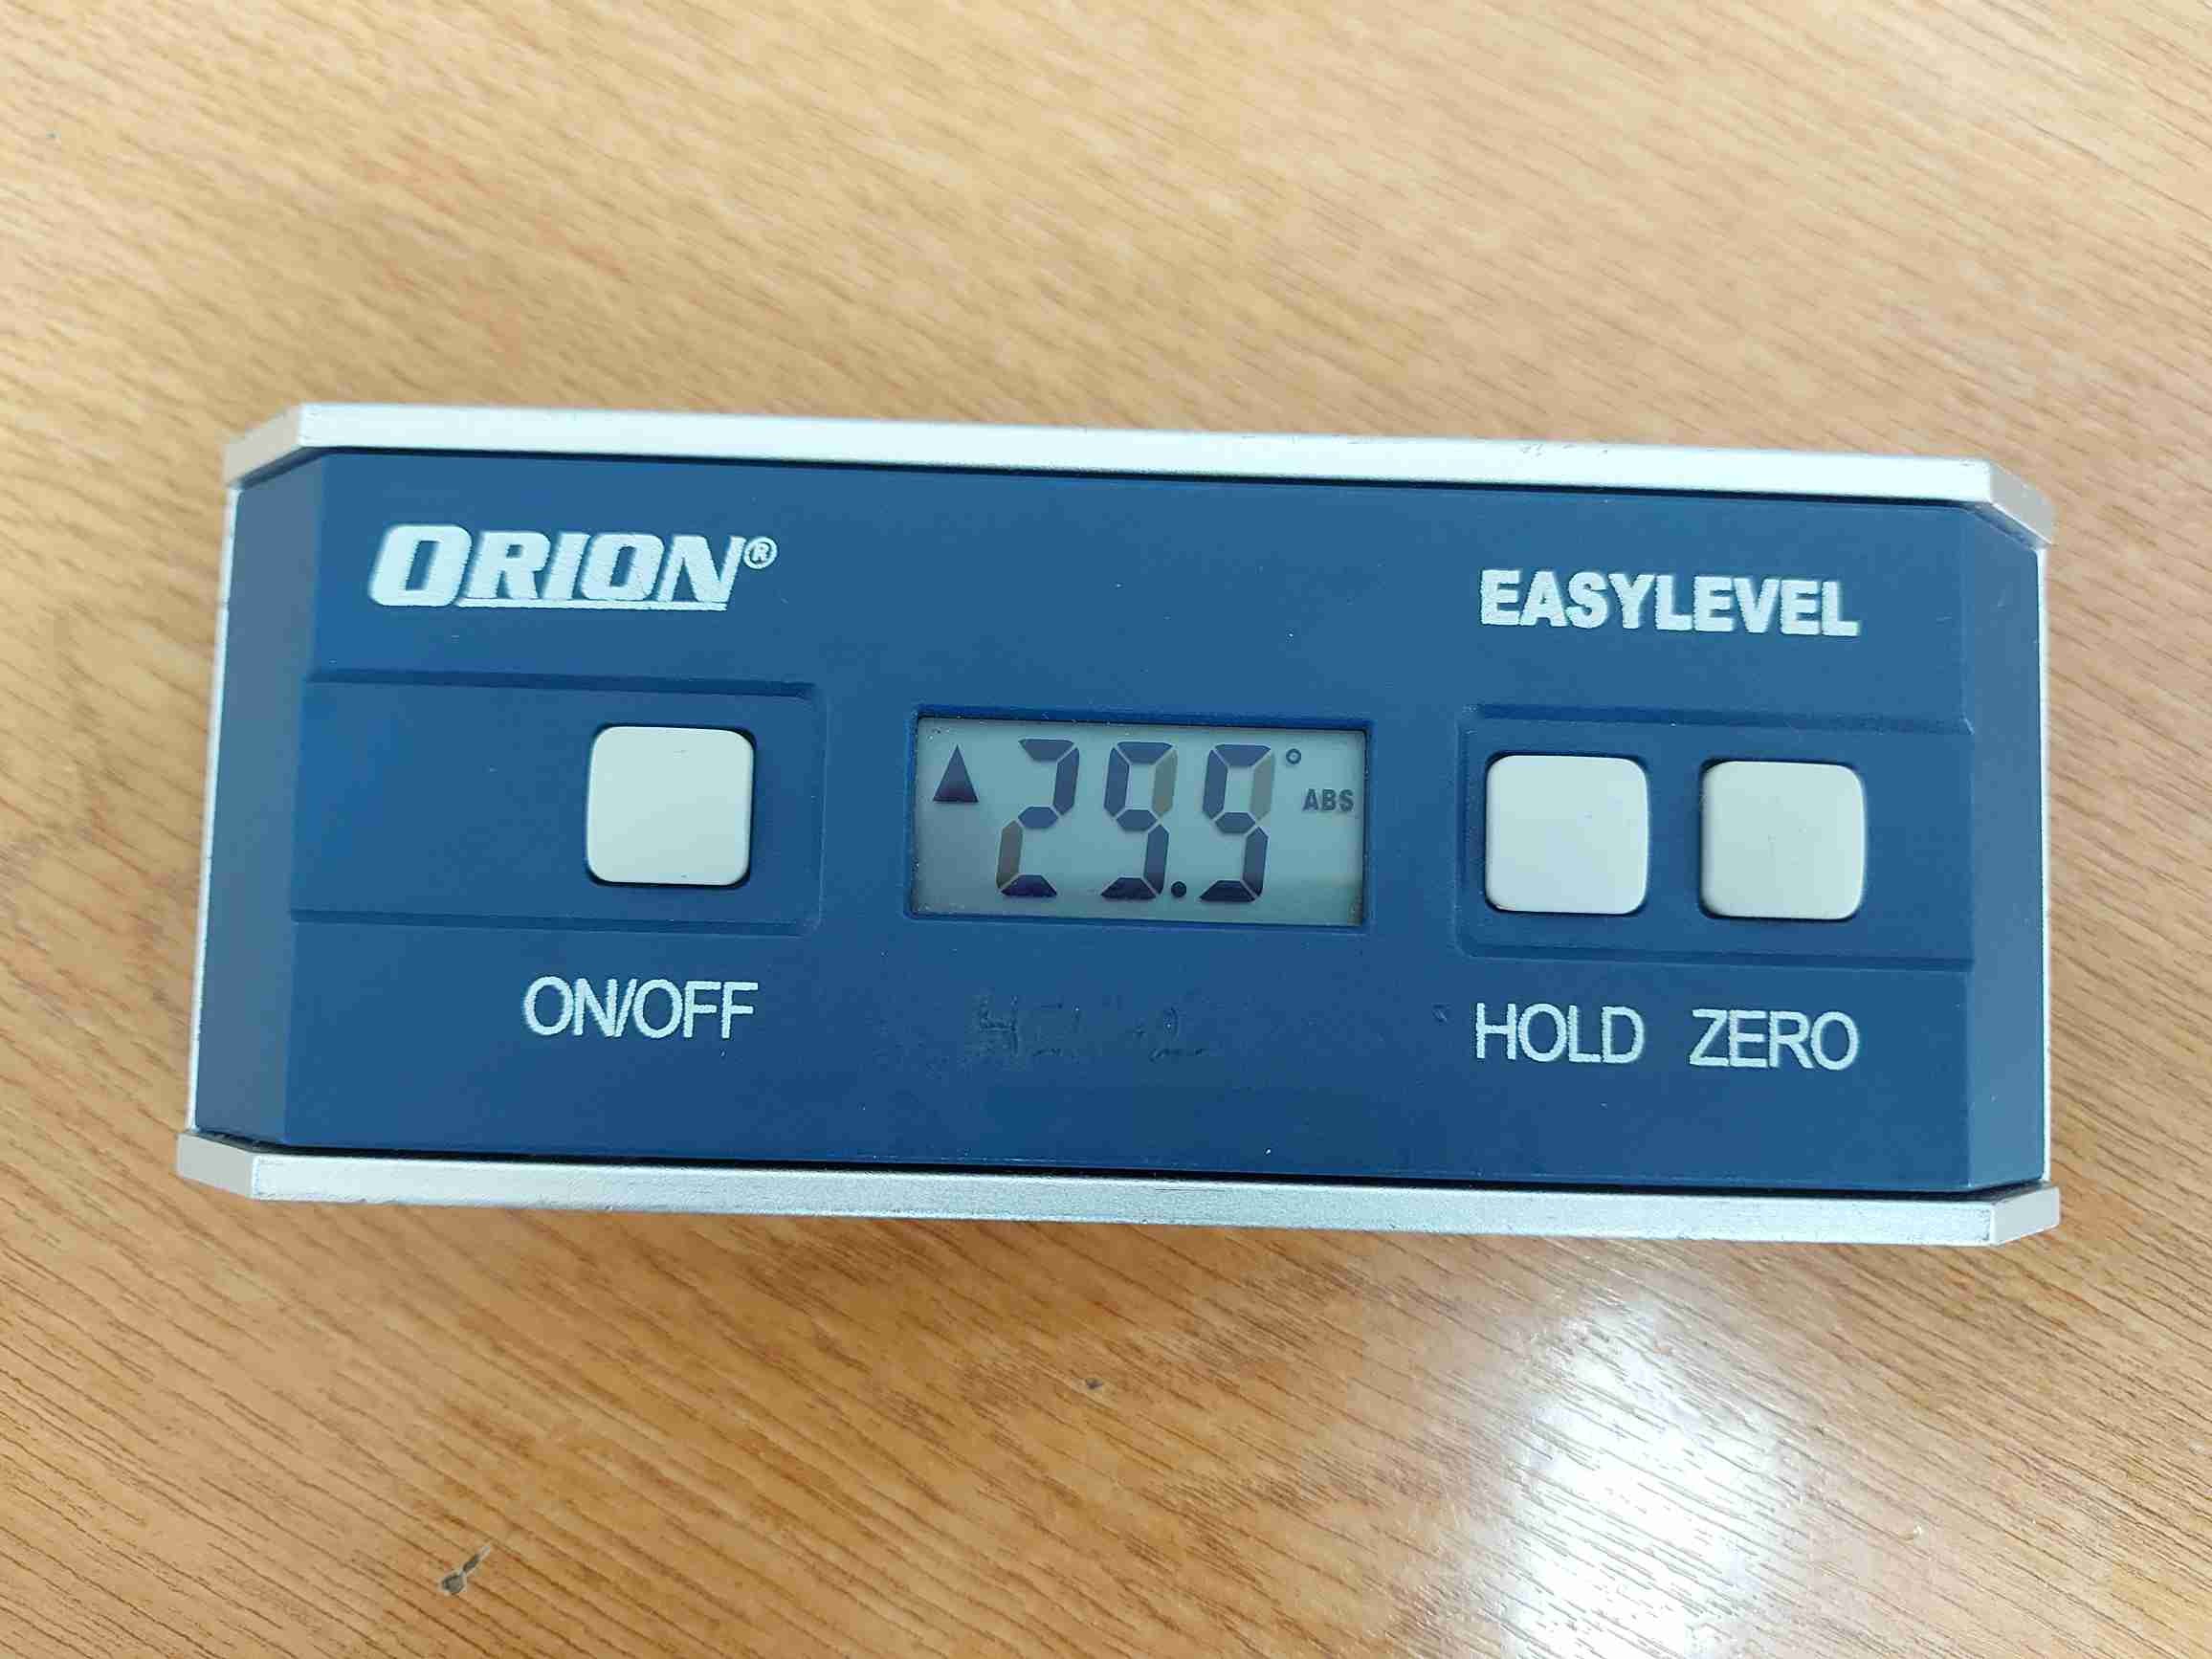 ORION®
EASYLEVEL
▲29.9° ABS
ON/OFF
HOLD ZERO